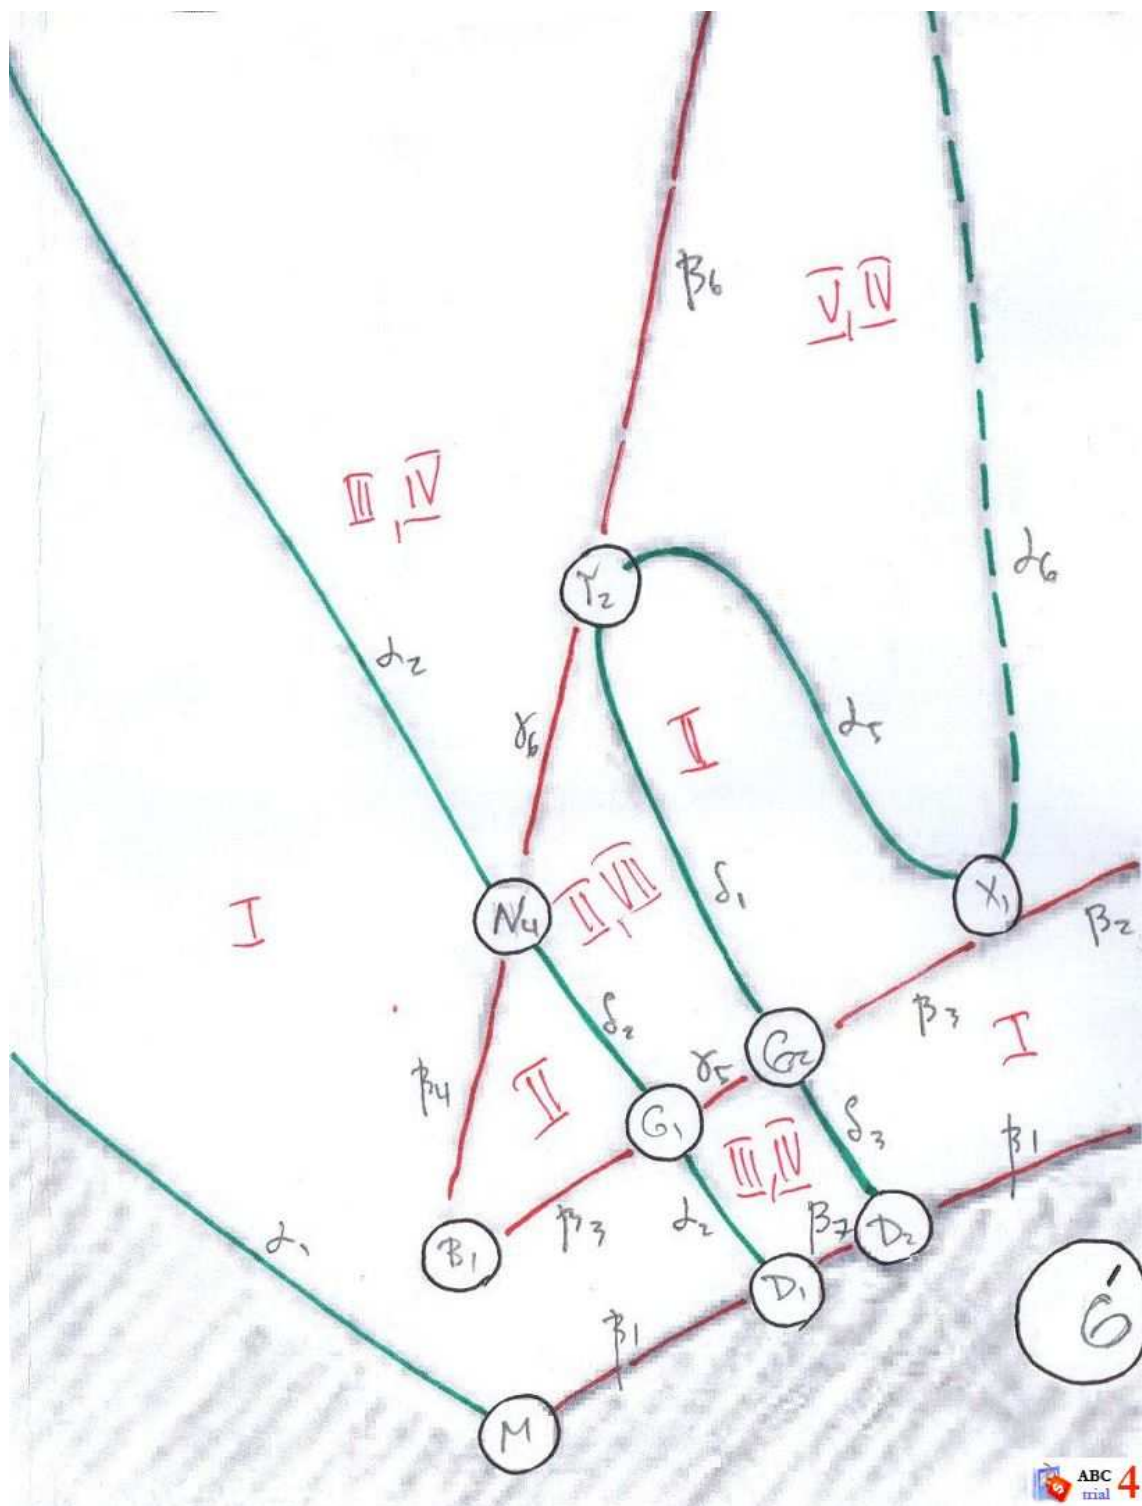 β6
V,IV
III,IV
α6
α2
Y2
γ6
II
α5
N4
II,VII
δ1
X1
β2
I
δ2
β3
I
G2
β4
II
γ5
G1
δ3
III,IV
β1
β3
α2
β7
D2
α1
B1
D1
6
β1
M
ABC
trial
4